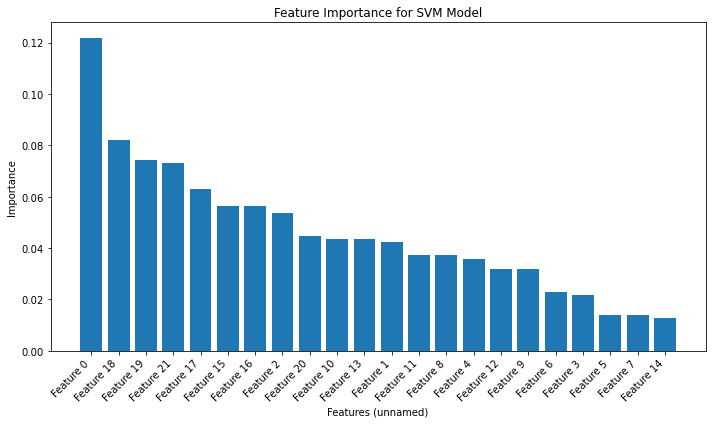 Feature Importance for SVM Model
Importance
0.12
0.10
0.08
0.06
0.04
0.02
0.00
Feature 0
Feature 18
Feature 19
Feature 21
Feature 17
Feature 15
Feature 16
Feature 2
Feature 20
Feature 10
Feature 13
Feature 1
Feature 11
Feature 8
Feature 4
Feature 12
Feature 9
Feature 6
Feature 3
Feature 5
Feature 7
Feature 14
Features (unnamed)